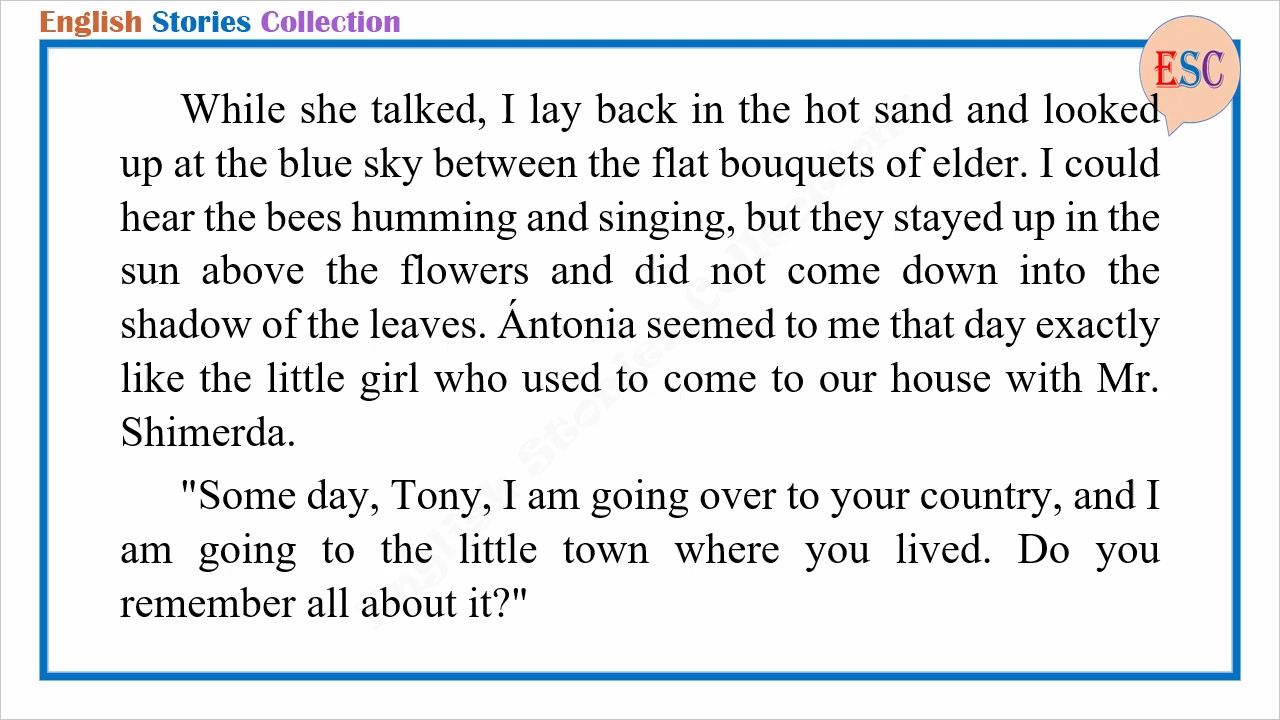 English Stories Collection
ESC
While she talked, I lay back in the hot sand and looked
up at the blue sky between the flat bouquets of elder. I could
hear the bees humming and singing, but they stayed up in the
sun above the flowers and did not come down into the
shadow of the leaves. Ántonia seemed to me that day exactly
like the little girl who used to come to our house with Mr.
Shimerda.
"Some day, Tony, I am going over to your country, and I
am going to the little town where you lived. Do you
remember all about it?"